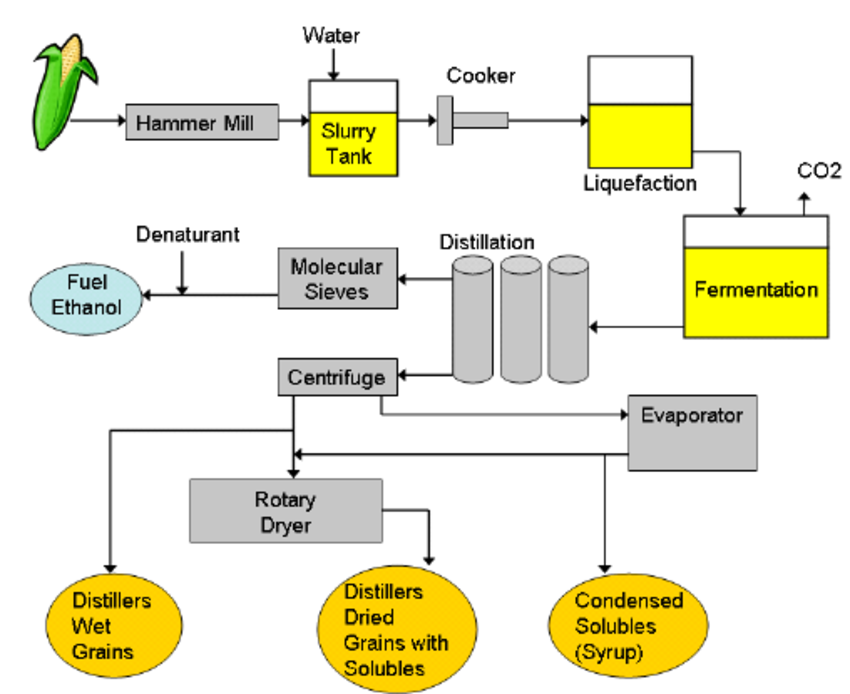 Water
Cooker
Hammer Mill
Slurry
Tank
Liquefaction
CO2
Denaturant
Distillation
Fuel
Ethanol
Molecular
Sieves
Fermentation
Centrifuge
Evaporator
Rotary
Dryer
Distillers
Wet
Grains
Distillers
Dried
Grains with
Solubles
Condensed
Solubles
(Syrup)